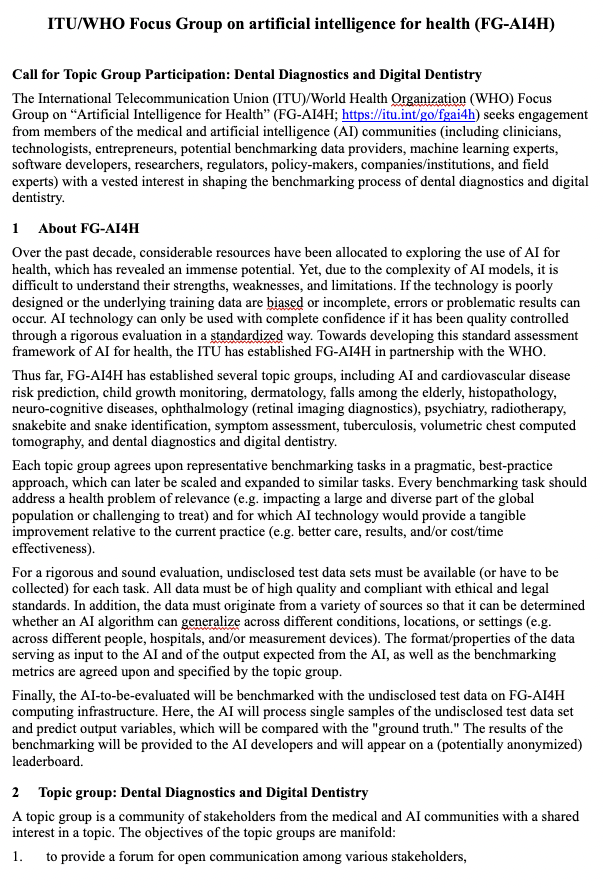 ITU/WHO Focus Group on artificial intelligence for health (FG-AI4H)
Call for Topic Group Participation: Dental Diagnostics and Digital Dentistry
The International Telecommunication Union (ITU)/World Health Organization (WHO) Focus
Group on “Artificial Intelligence for Health” (FG-AI4H; https://itu.int/go/fgai4h) seeks engagement
from members of the medical and artificial intelligence (AI) communities (including clinicians,
technologists, entrepreneurs, potential benchmarking data providers, machine learning experts,
software developers, researchers, regulators, policy-makers, companies/institutions, and field
experts) with a vested interest in shaping the benchmarking process of dental diagnostics and digital
dentistry.
1 About FG-AI4H
Over the past decade, considerable resources have been allocated to exploring the use of AI for
health, which has revealed an immense potential. Yet, due to the complexity of AI models, it is
difficult to understand their strengths, weaknesses, and limitations. If the technology is poorly
designed or the underlying training data are biased or incomplete, errors or problematic results can
occur. AI technology can only be used with complete confidence if it has been quality controlled
through a rigorous evaluation in a standardized way. Towards developing this standard assessment
framework of AI for health, the ITU has established FG-AI4H in partnership with the WHO.
Thus far, FG-AI4H has established several topic groups, including AI and cardiovascular disease
risk prediction, child growth monitoring, dermatology, falls among the elderly, histopathology,
neuro-cognitive diseases, ophthalmology (retinal imaging diagnostics), psychiatry, radiotherapy,
snakebite and snake identification, symptom assessment, tuberculosis, volumetric chest computed
tomography, and dental diagnostics and digital dentistry.
Each topic group agrees upon representative benchmarking tasks in a pragmatic, best-practice
approach, which can later be scaled and expanded to similar tasks. Every benchmarking task should
address a health problem of relevance (e.g. impacting a large and diverse part of the global
population or challenging to treat) and for which AI technology would provide a tangible
improvement relative to the current practice (e.g. better care, results, and/or cost/time
effectiveness).
For a rigorous and sound evaluation, undisclosed test data sets must be available (or have to be
collected) for each task. All data must be of high quality and compliant with ethical and legal
standards. In addition, the data must originate from a variety of sources so that it can be determined
whether an AI algorithm can generalize across different conditions, locations, or settings (e.g.
across different people, hospitals, and/or measurement devices). The format/properties of the data
serving as input to the AI and of the output expected from the AI, as well as the benchmarking
metrics are agreed upon and specified by the topic group.
Finally, the AI-to-be-evaluated will be benchmarked with the undisclosed test data on FG-AI4H
computing infrastructure. Here, the AI will process single samples of the undisclosed test data set
and predict output variables, which will be compared with the "ground truth." The results of the
benchmarking will be provided to the AI developers and will appear on a (potentially anonymized)
leaderboard.
2 Topic group: Dental Diagnostics and Digital Dentistry
A topic group is a community of stakeholders from the medical and AI communities with a shared
interest in a topic. The objectives of the topic groups are manifold:
1. to provide a forum for open communication among various stakeholders,